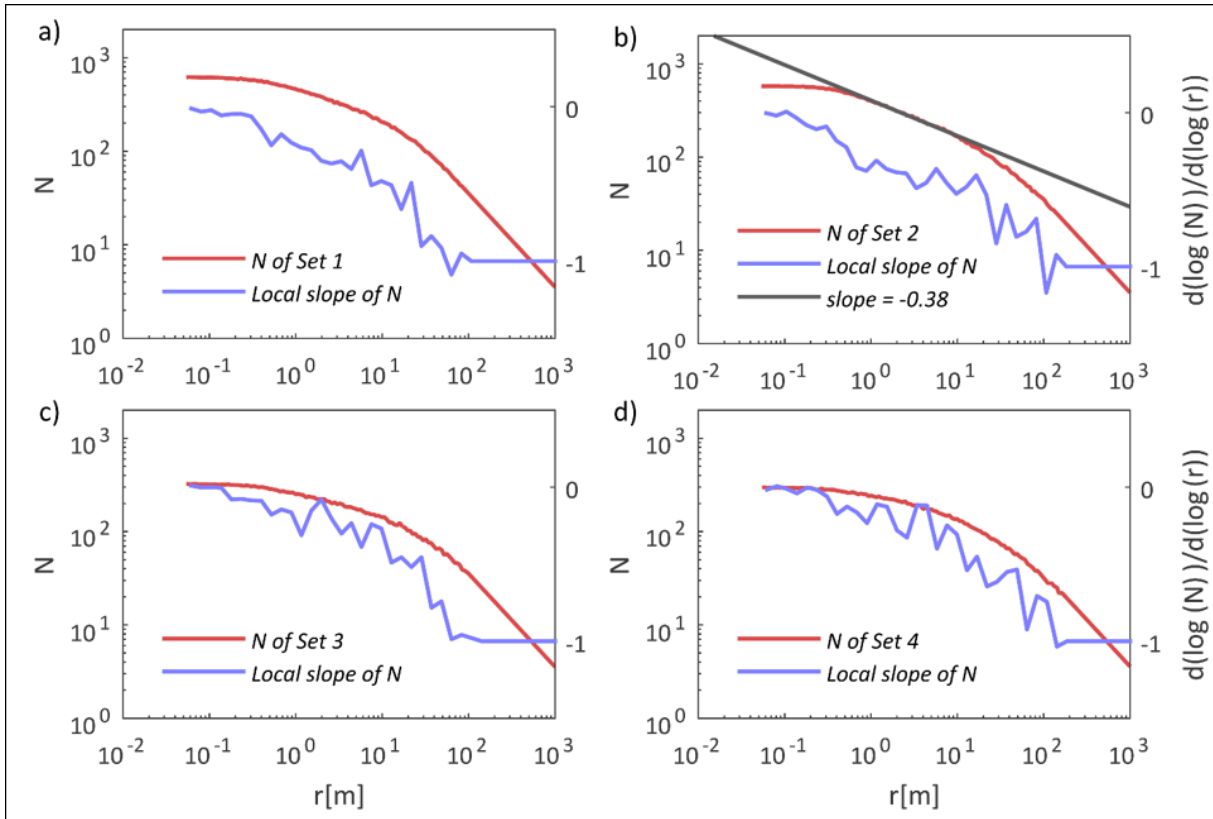 a)
10^3
10^2
10^1
10^0
N
0
-1
N of Set 1
Local slope of N
10^-2 10^-1 10^0 10^1 10^2 10^3
b)
10^3
10^2
10^1
10^0
N
0
-1
d(log (N) )/d(log(r))
N of Set 2
Local slope of N
slope = -0.38
10^-2 10^-1 10^0 10^1 10^2 10^3
c)
10^3
10^2
10^1
10^0
N
0
-1
N of Set 3
Local slope of N
10^-2 10^-1 10^0 10^1 10^2 10^3
r[m]
d)
10^3
10^2
10^1
10^0
N
0
-1
d(log (N) )/d(log(r))
N of Set 4
Local slope of N
10^-2 10^-1 10^0 10^1 10^2 10^3
r[m]